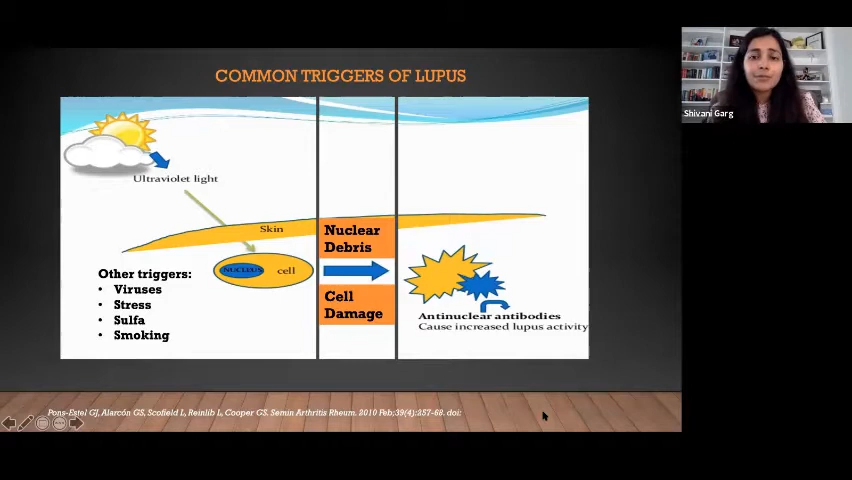 COMMON TRIGGERS OF LUPUS
Shivani Garg
Ultraviolet light
Skin
NUCLEUS
cell
Other triggers:
• Viruses
• Stress
• Sulfa
• Smoking
Nuclear
Debris
Cell
Damage
Antinuclear antibodies
Cause increased lupus activity
Pons-Estel GJ, Alarcón GS, Scofield L, Reinlib L, Cooper GS. Semin Arthritis Rheum. 2010 Feb;39(4):257-68. doi: